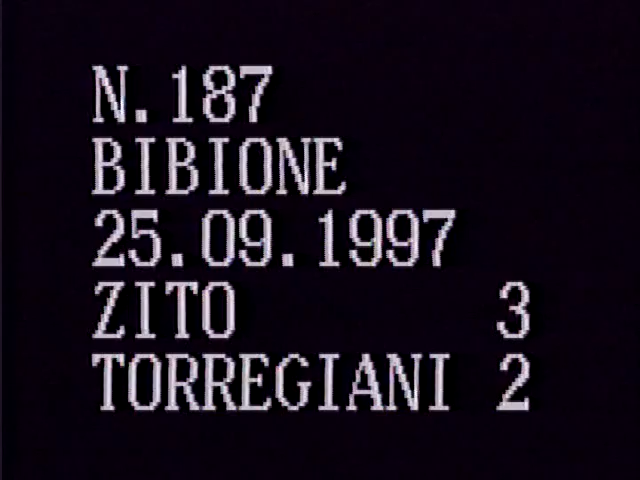 N.187
BIBIONE
25.09.1997
ZITO 3
TORREGIANI 2